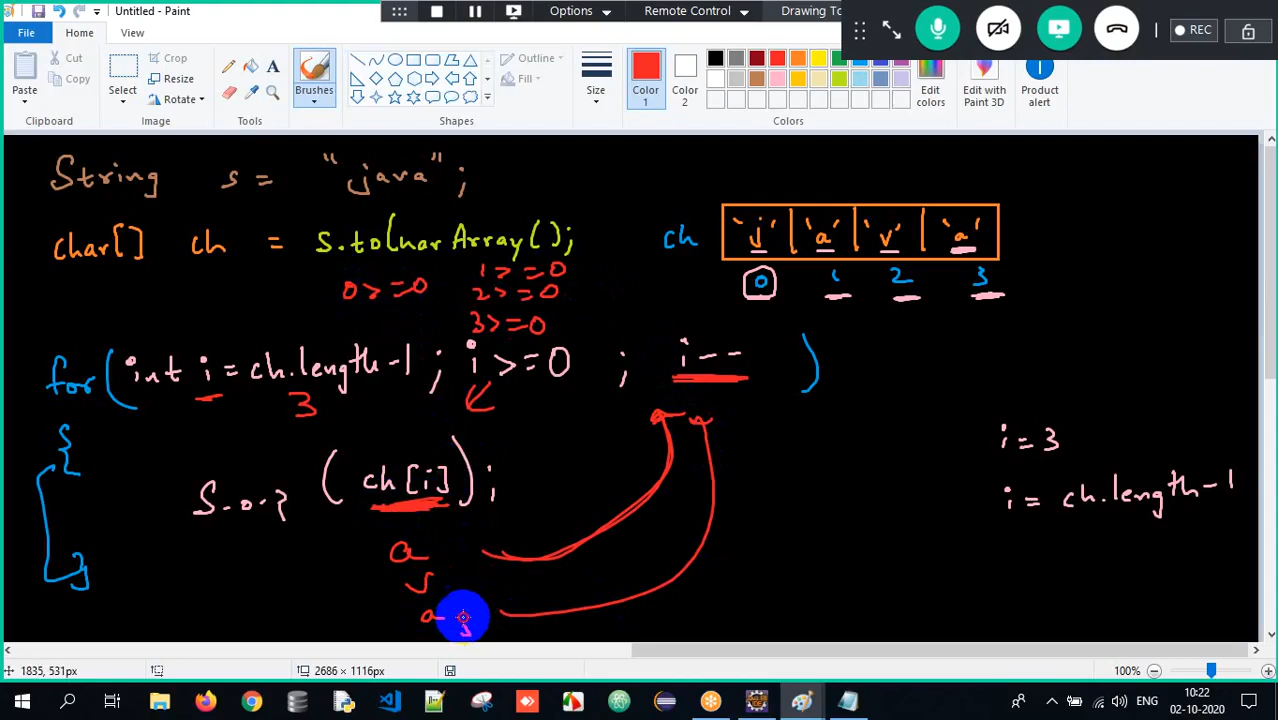 Untitled - Paint
Options
Remote Control
Drawing To
REC
File
Home
View
Paste
Cut
Copy
Select
Crop
Resize
Rotate
Brushes
Outline
Fill
Size
Color 1
Color 2
Edit colors
Edit with Paint 3D
Product alert
Clipboard
Image
Tools
Shapes
Colors
String s = "java";
char[] ch = s.toCharArray(); ch 'j' 'a' 'v' 'a'
0 1 2 3
0>=0 1>=0
2>=0
3>=0
for(int i = ch.length-1 ; i >=0 ; i-- )
3
{
i = 3
S.o.p (ch[i]);
i = ch.length-1
a
v
}
a j
1835, 531px
2686 × 1116px
100%
ENG
10:22
02-10-2020